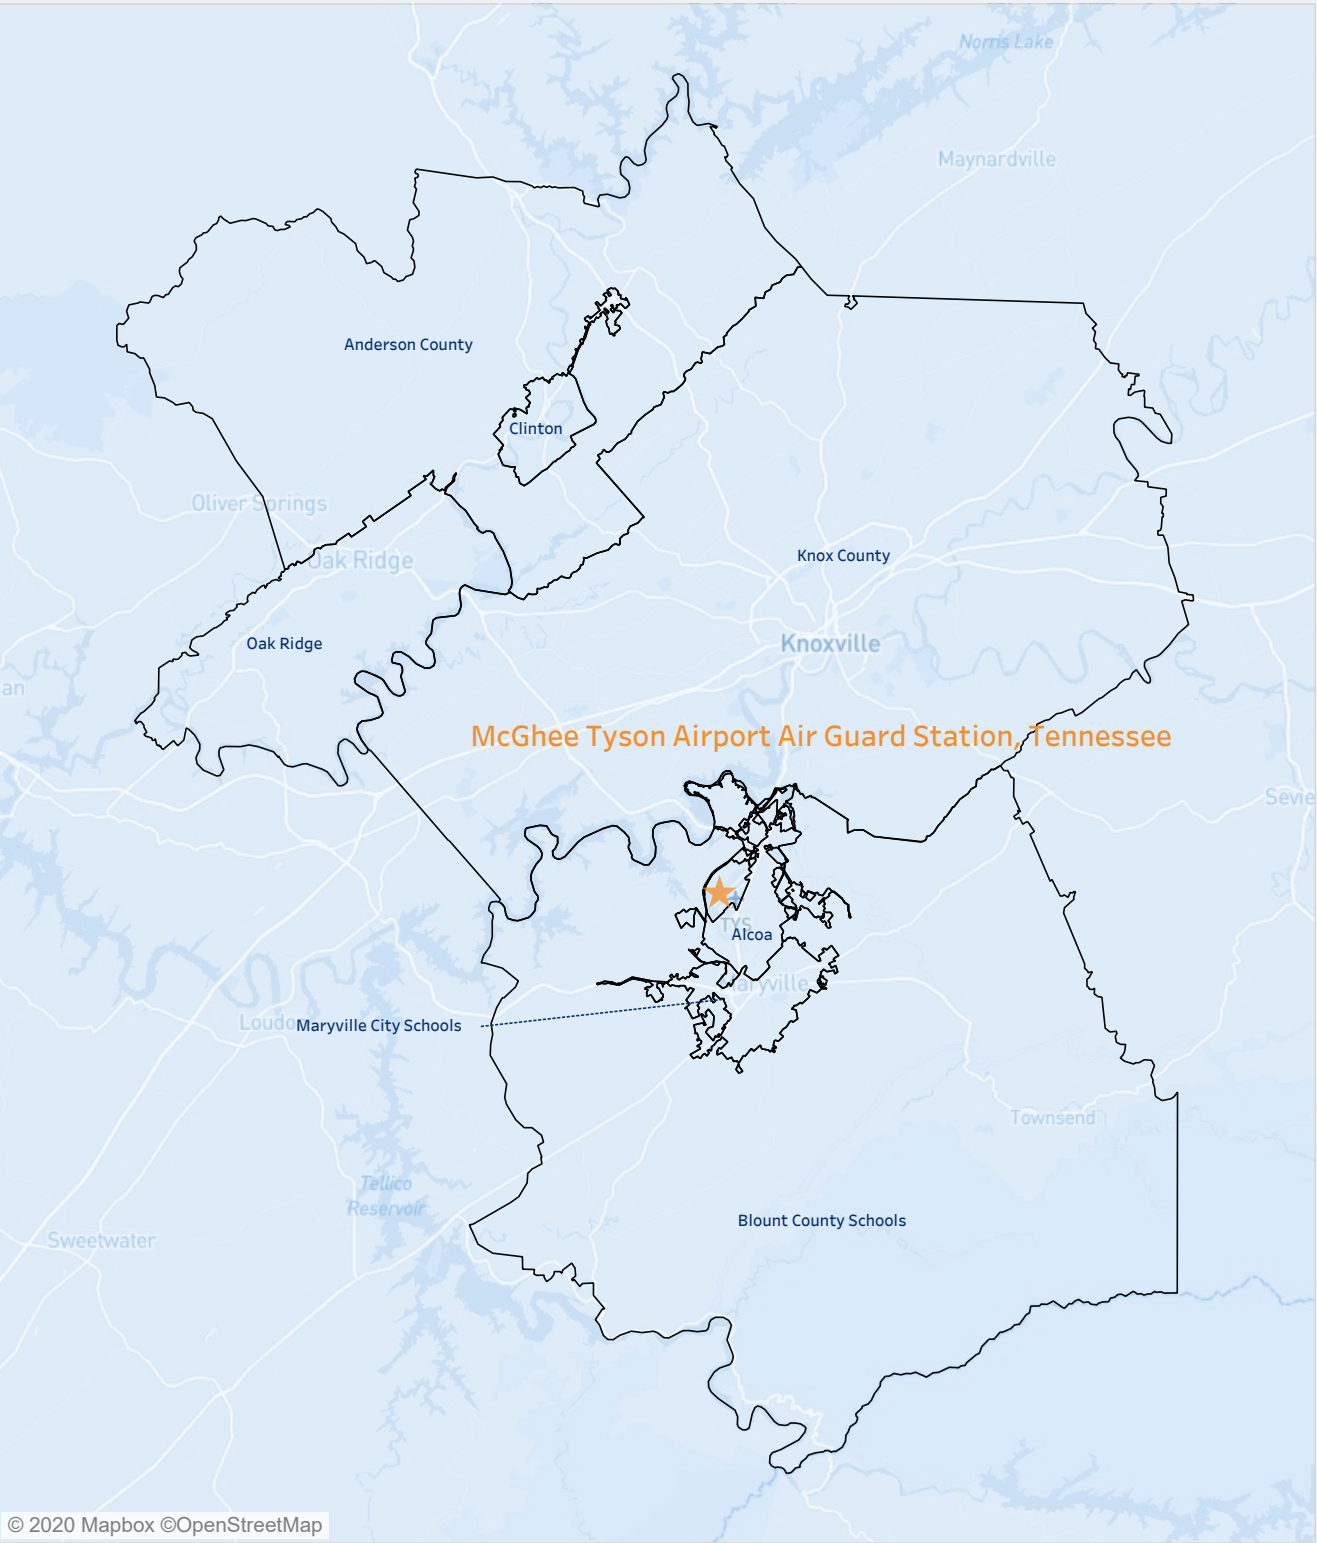 Norris Lake
Maynardville
Anderson County
Clinton
Oliver Springs
Oak Ridge
Knox County
Oak Ridge
Knoxville
an
McGhee Tyson Airport Air Guard Station, Tennessee
Sevie
TYS
Alcoa
Maryville
Loudo
Maryville City Schools
Townsend
Tellico
Reservoir
Blount County Schools
Sweetwater
© 2020 Mapbox ©OpenStreetMap